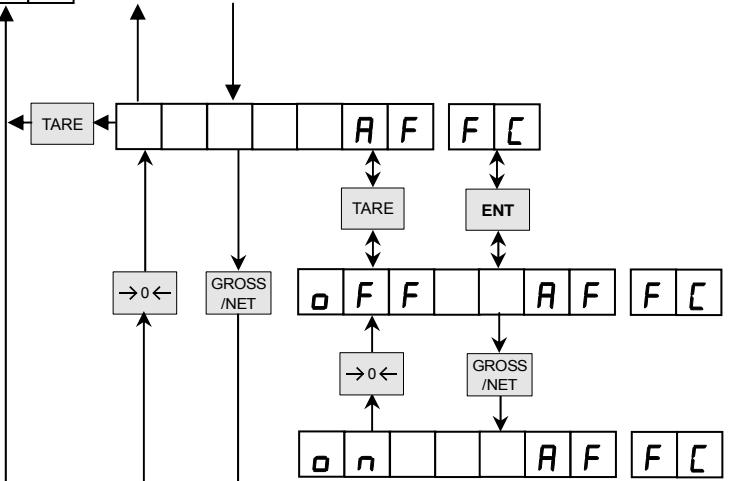 TARE
AF FC
TARE ENT
→0← GROSS
/NET
oFF AF FC
→0← GROSS
/NET
on AF FC